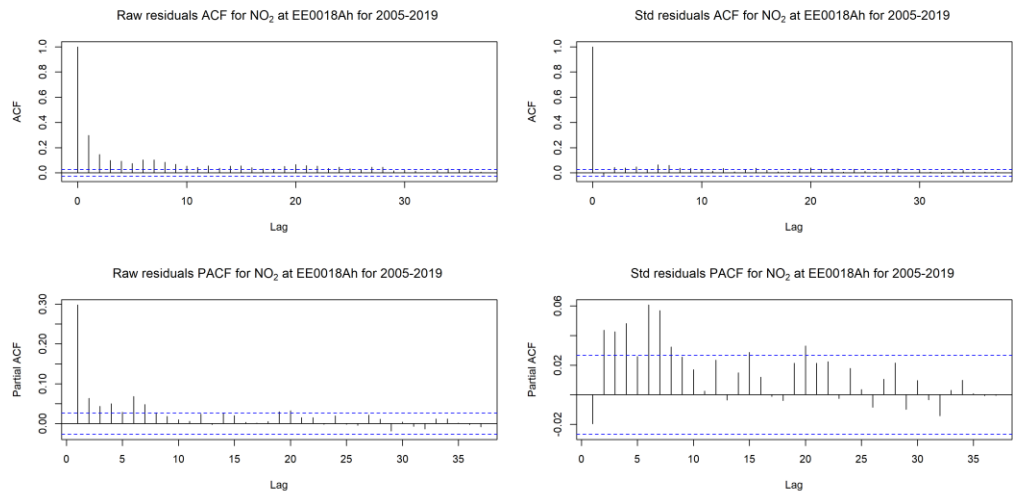 Raw residuals ACF for NO₂ at EE0018Ah for 2005-2019
ACF
0.0 0.2 0.4 0.6 0.8 1.0
0 10 20 30
Lag
Std residuals ACF for NO₂ at EE0018Ah for 2005-2019
ACF
0.0 0.2 0.4 0.6 0.8 1.0
0 10 20 30
Lag
Raw residuals PACF for NO₂ at EE0018Ah for 2005-2019
Partial ACF
0.00 0.10 0.20 0.30
0 5 10 15 20 25 30 35
Lag
Std residuals PACF for NO₂ at EE0018Ah for 2005-2019
Partial ACF
-0.02 0.02 0.06
0 5 10 15 20 25 30 35
Lag